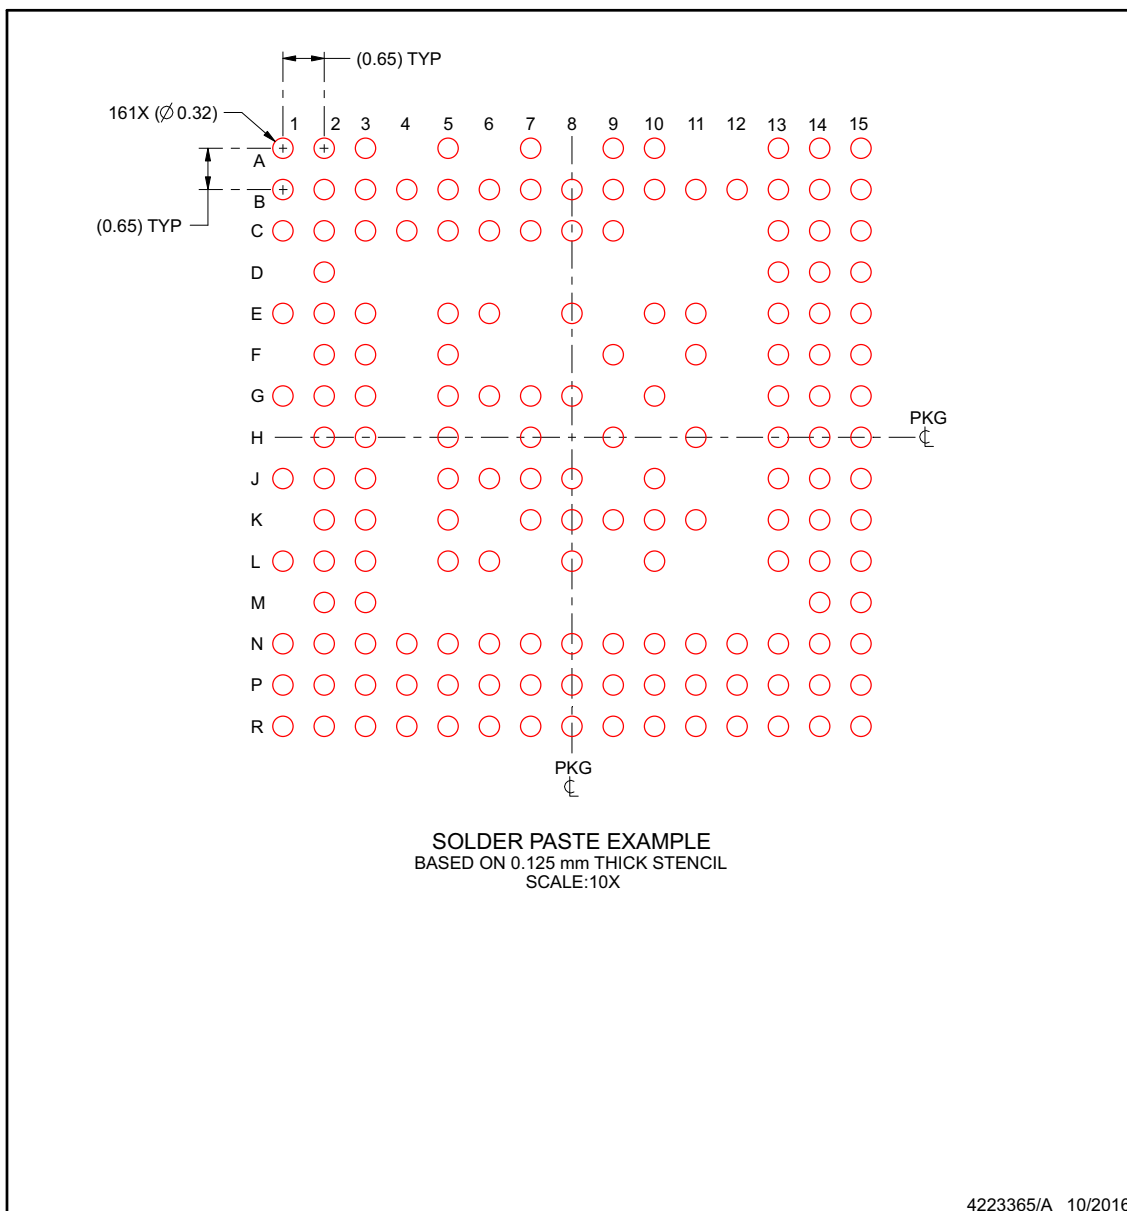 (0.65) TYP
161X (∅ 0.32)
1 2 3 4 5 6 7 8 9 10 11 12 13 14 15
A
B
(0.65) TYP
C
D
E
F
G
PKG
H
J
K
L
M
N
P
R
PKG
SOLDER PASTE EXAMPLE
BASED ON 0.125 mm THICK STENCIL
SCALE:10X
4223365/A 10/2016